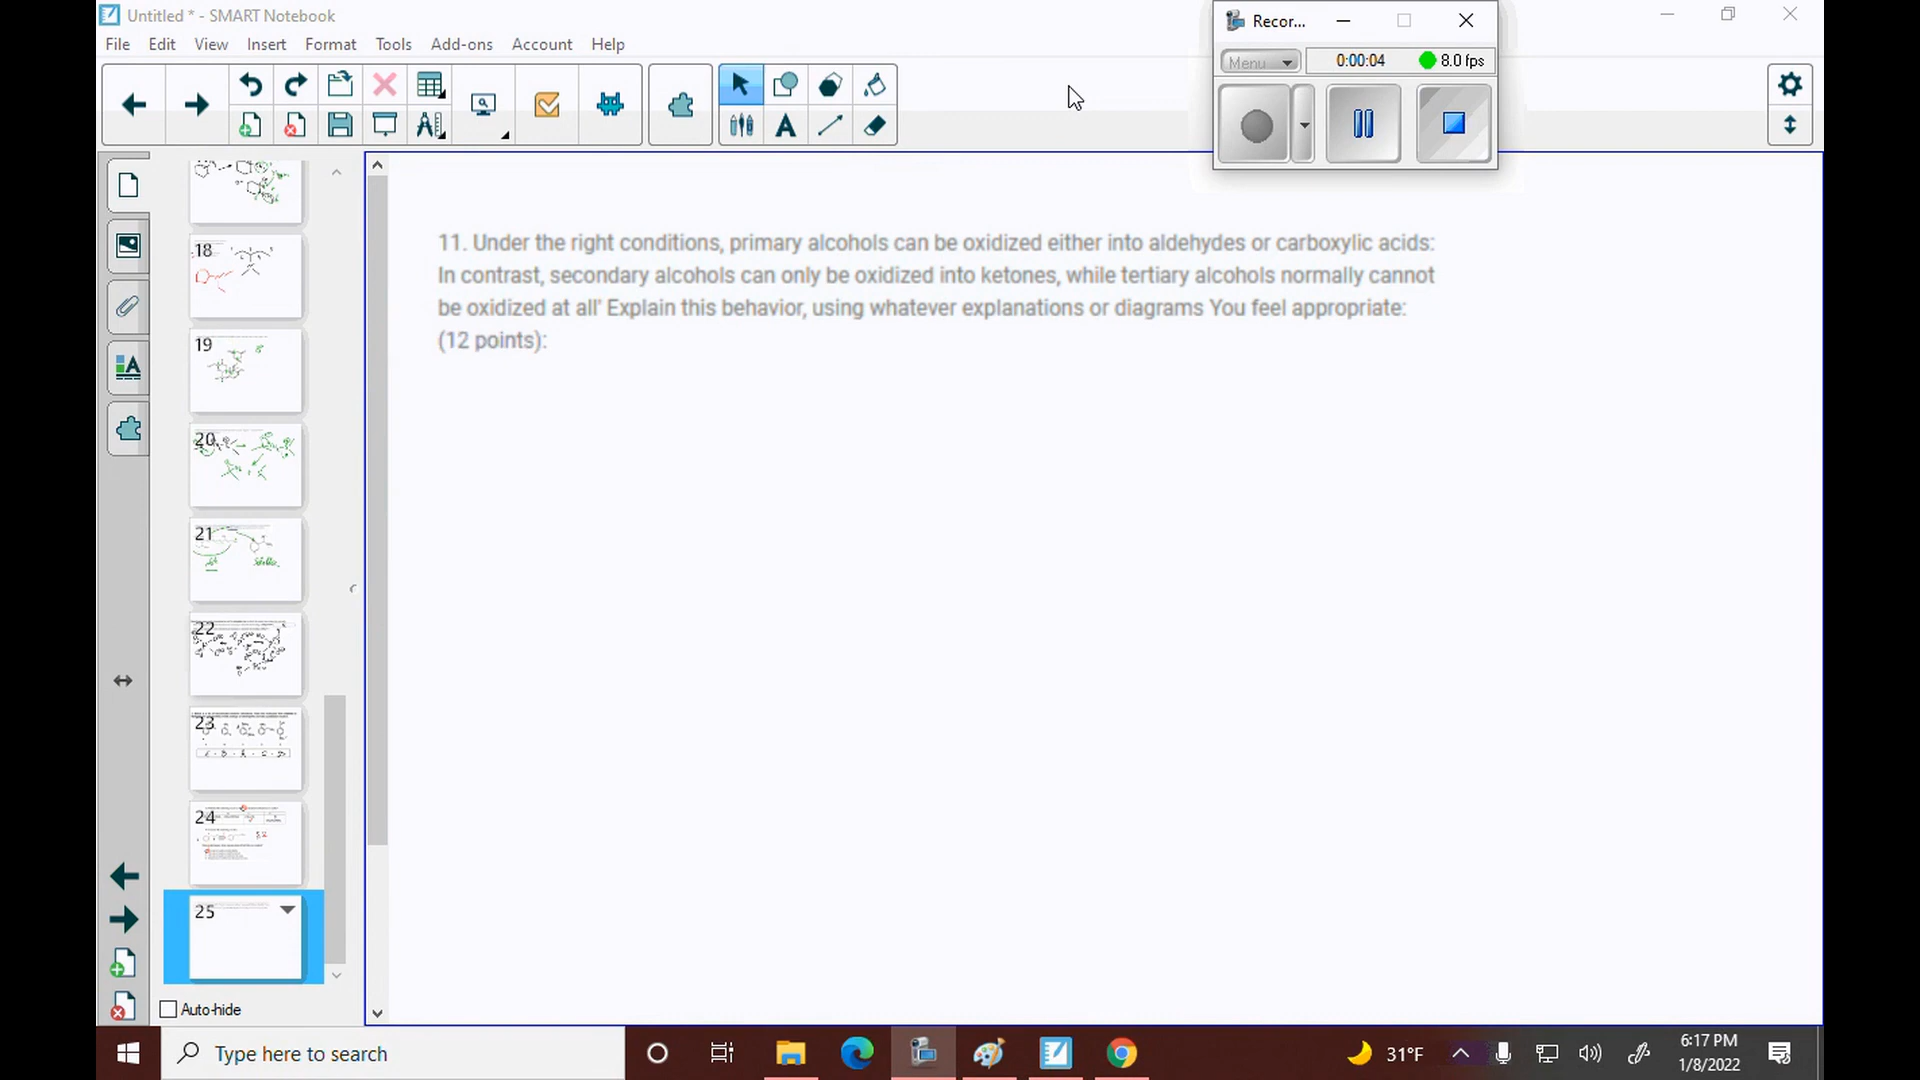 Untitled * - SMART Notebook
File Edit View Insert Format Tools Add-ons Account Help
Recor...
Menu 0:00:04 8.0 fps
11. Under the right conditions, primary alcohols can be oxidized either into aldehydes or carboxylic acids:
In contrast, secondary alcohols can only be oxidized into ketones, while tertiary alcohols normally cannot
be oxidized at all' Explain this behavior, using whatever explanations or diagrams You feel appropriate:
(12 points):
18
19
20
21
22
23
24
25
Auto-hide
Type here to search
31°F
6:17 PM
1/8/2022